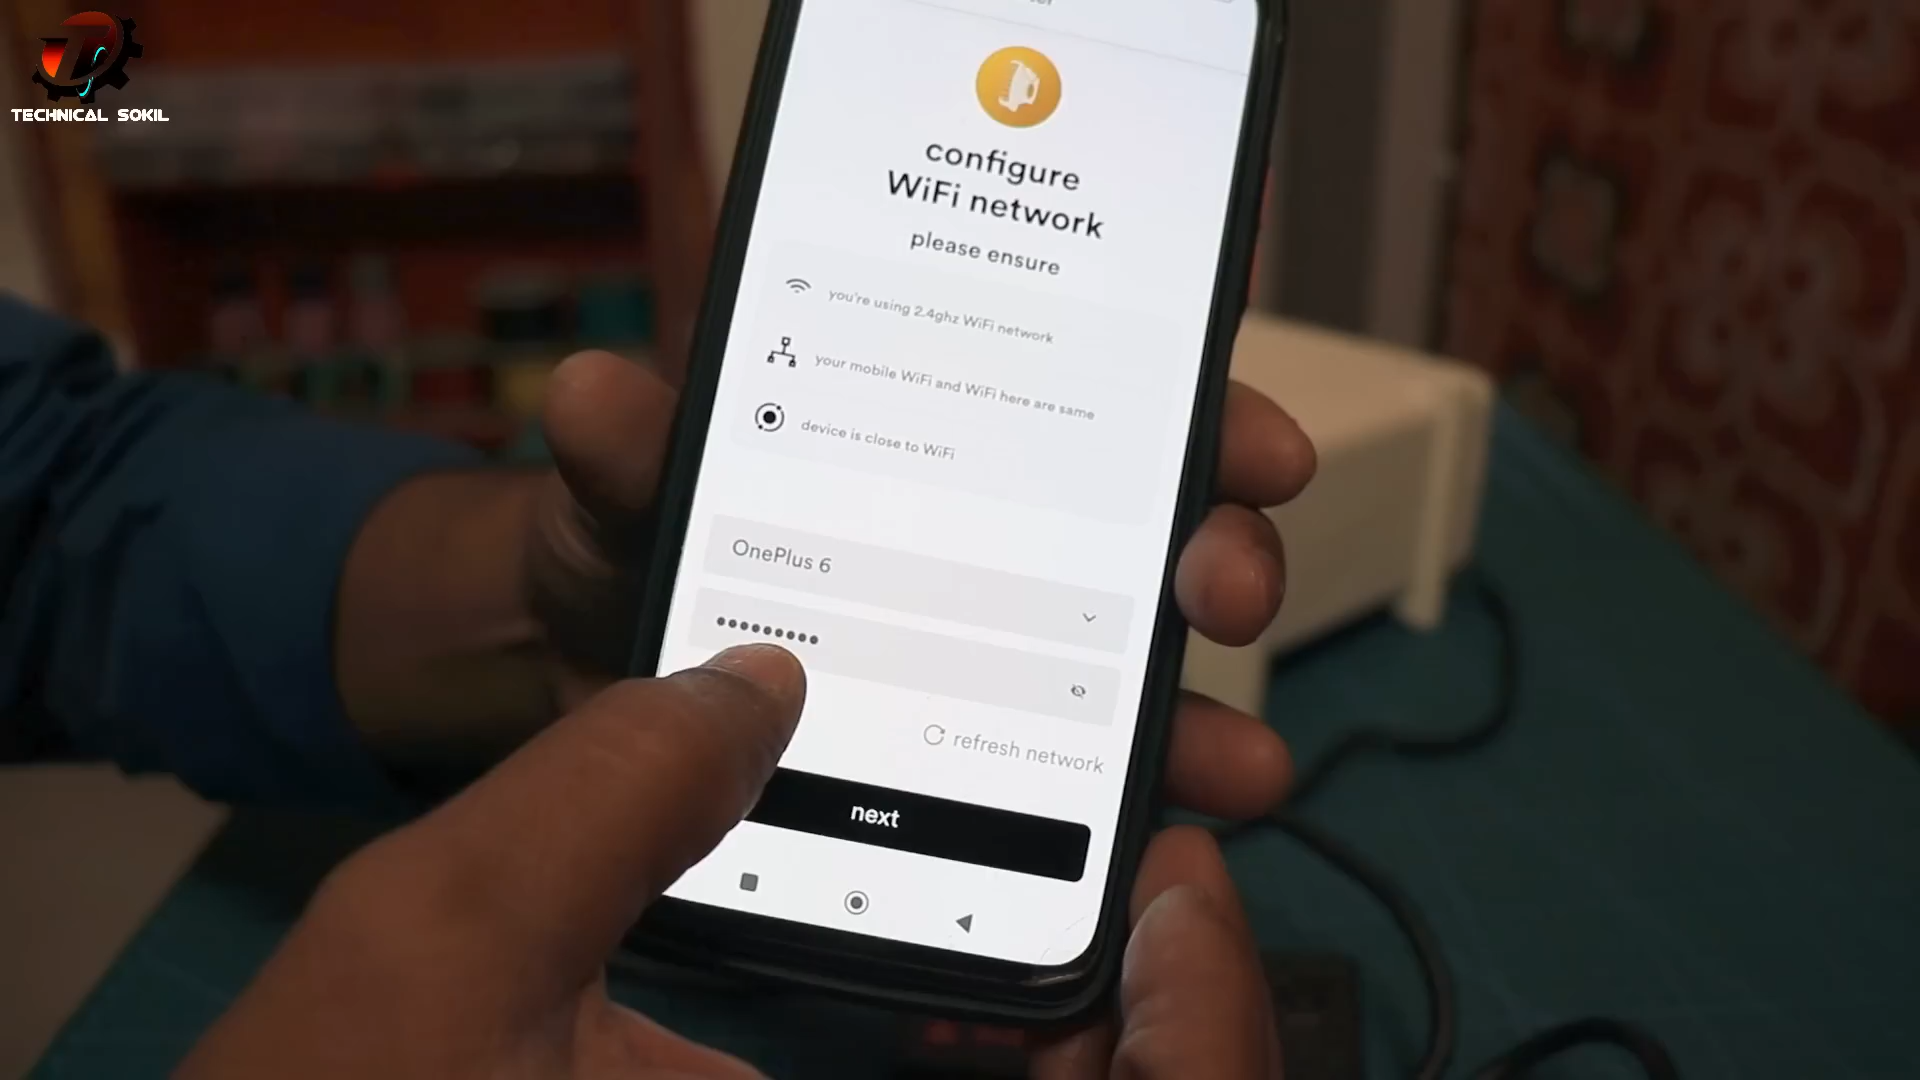 TECHNICAL SOKIL
configure
WiFi network
please ensure
you're using 2.4ghz WiFi network
your mobile WiFi and WiFi here are same
device is close to WiFi
OnePlus 6
•••••••••
refresh network
next